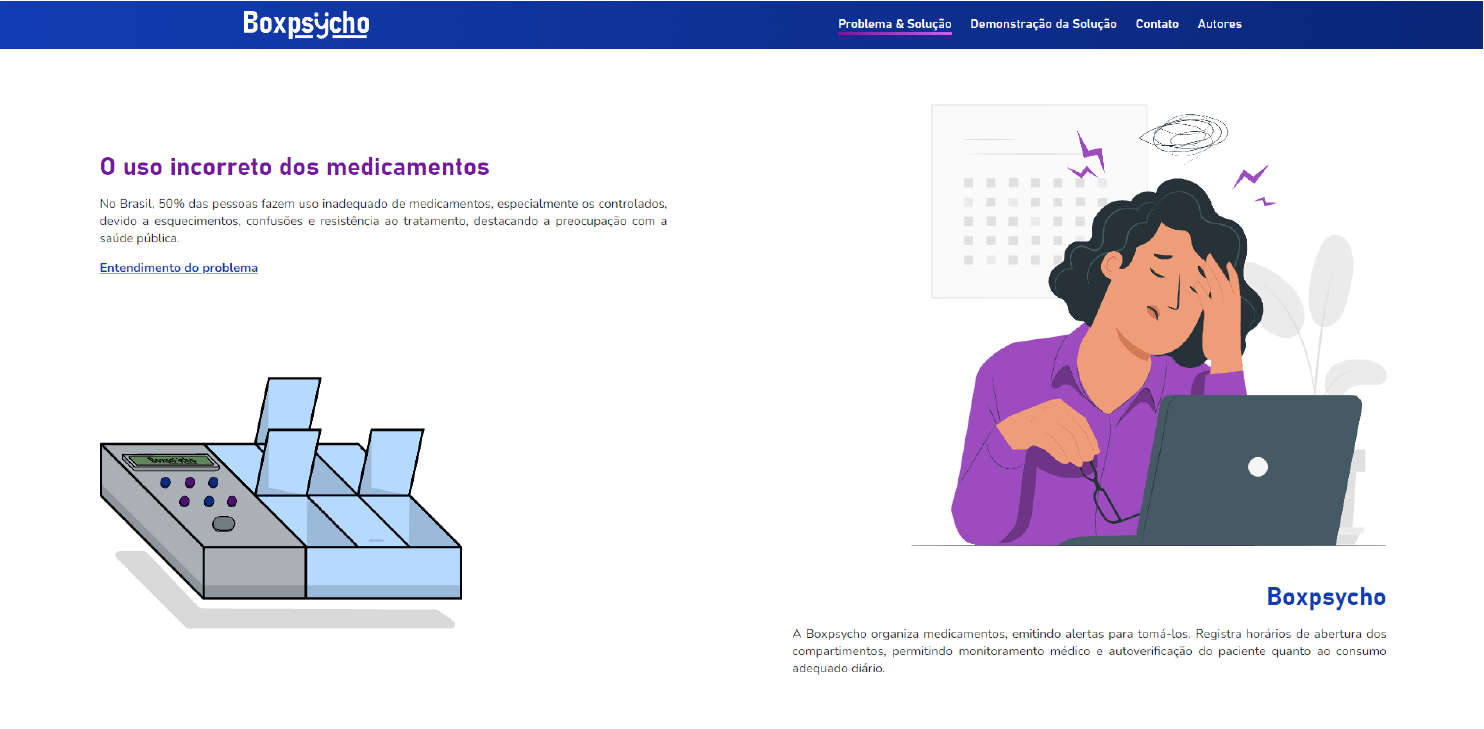 Boxpsycho
Problema & Solução
Demonstração da Solução
Contato
Autores
O uso incorreto dos medicamentos
No Brasil, 50% das pessoas fazem uso inadequado de medicamentos, especialmente os controlados,
devido a esquecimentos, confusões e resistência ao tratamento, destacando a preocupação com a
saúde pública.
Entendimento do problema
Boxpsycho
A Boxpsycho organiza medicamentos, emitindo alertas para tomá-los. Registra horários de abertura dos
compartimentos, permitindo monitoramento médico e autoverificação do paciente quanto ao consumo
adequado diário.